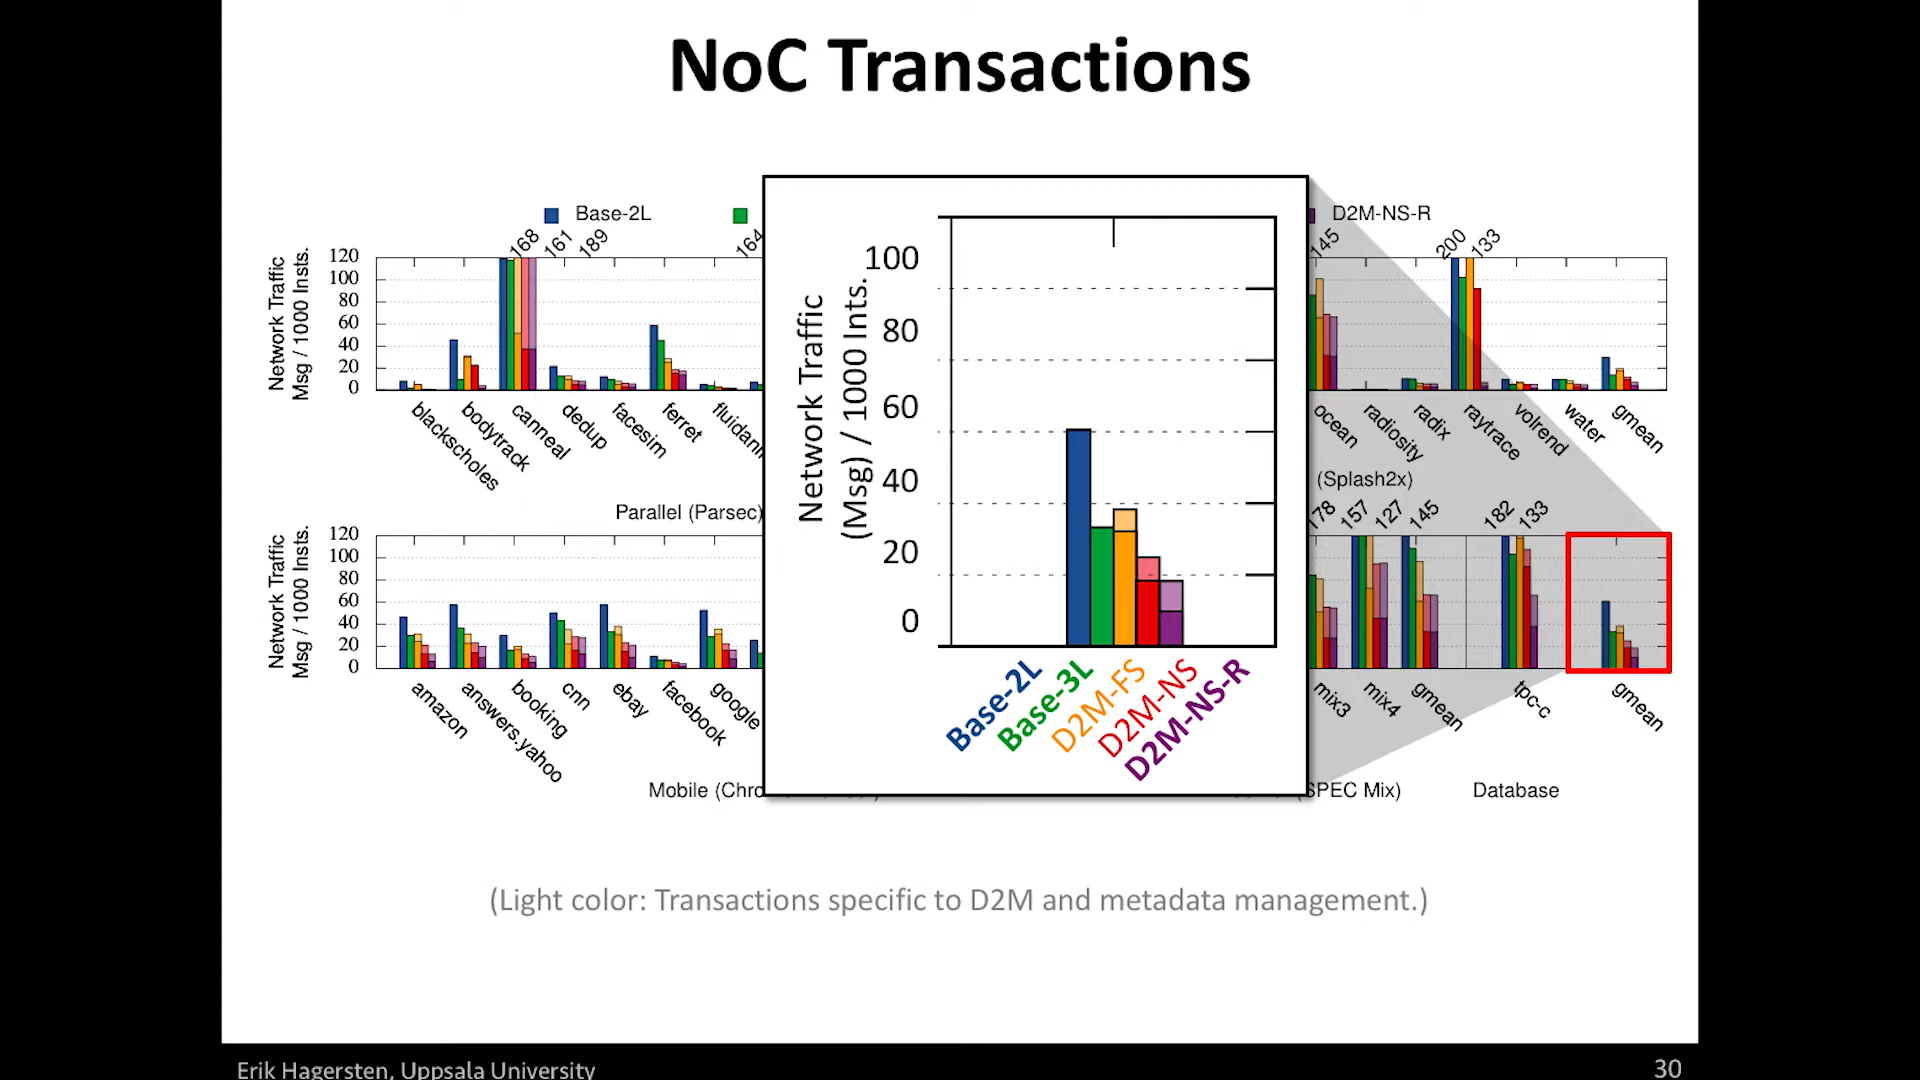 NoC Transactions
Base-2L
D2M-NS-R
168
161
189
164
145
200
133
Network Traffic
Msg / 1000 Insts.
120
100
80
60
40
20
0
blackscholes
bodytrack
canneal
dedup
facesim
ferret
ocean
radiosity
radix
raytrace
volrend
water
gmean
Parallel (Parsec)
(Splash2x)
Network Traffic
(Msg) / 1000 Ints.
100
80
60
40
20
0
Base-2L
Base-3L
D2M-FS
D2M-NS
D2M-NS-R
178
157
127
145
182
133
Network Traffic
Msg / 1000 Insts.
120
100
80
60
40
20
0
amazon
answers.yahoo
booking
cnn
ebay
facebook
google
mix3
mix4
gmean
tpc-c
gmean
Mobile (Chro
SPEC Mix)
Database
(Light color: Transactions specific to D2M and metadata management.)
Erik Hagersten, Uppsala University
30